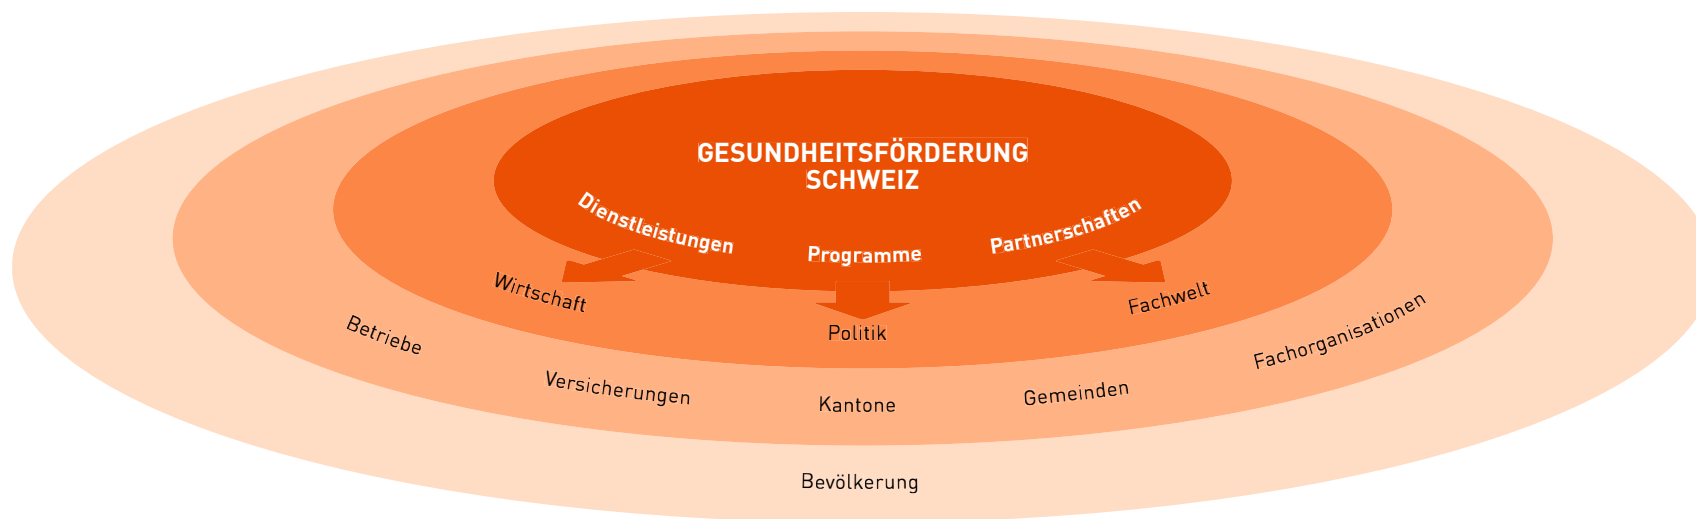 GESUNDHEITSFÖRDERUNG
SCHWEIZ
Dienstleistungen
Programme
Partnerschaften
Wirtschaft
Politik
Fachwelt
Betriebe
Versicherungen
Kantone
Gemeinden
Fachorganisationen
Bevölkerung